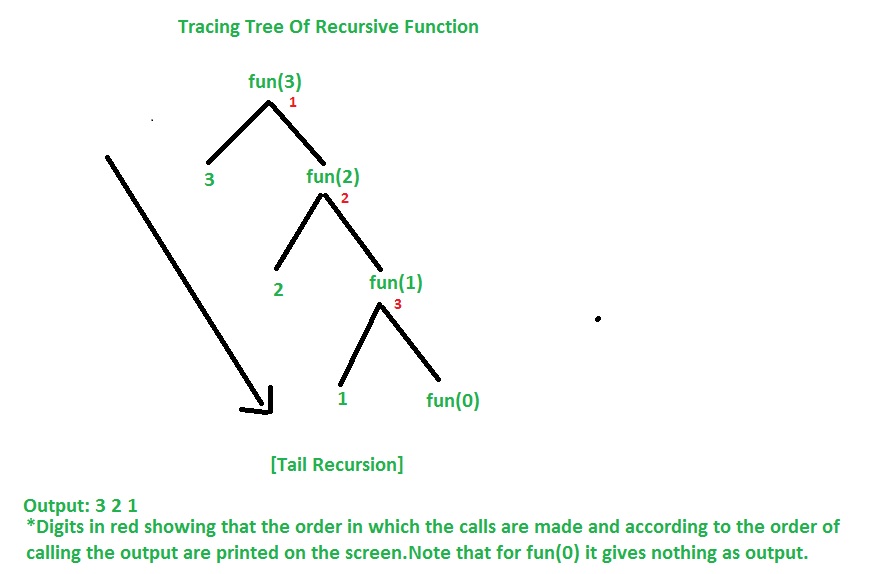 Tracing Tree Of Recursive Function
fun(3)
1
3
fun(2)
2
2
fun(1)
3
1
fun(0)
[Tail Recursion]
Output: 3 2 1
*Digits in red showing that the order in which the calls are made and according to the order of
calling the output are printed on the screen.Note that for fun(0) it gives nothing as output.